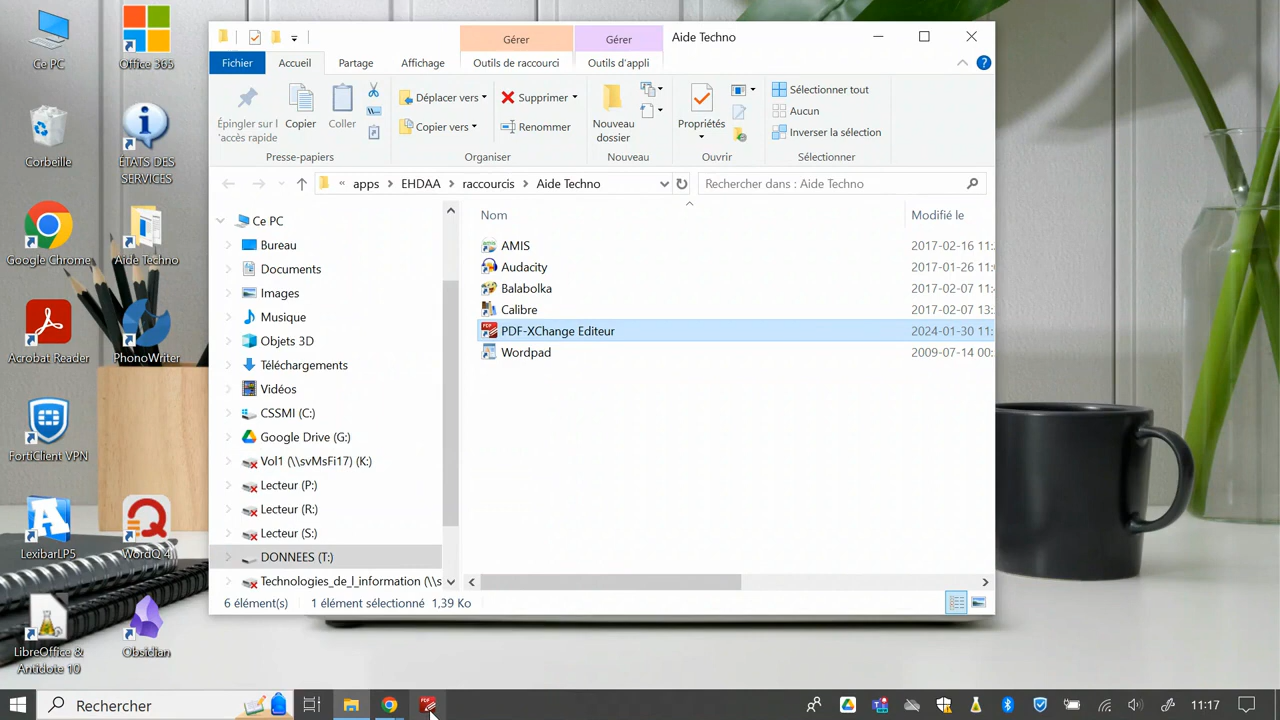 Ce PC
Office 365
Corbeille
ÉTATS DES SERVICES
Google Chrome
Aide Techno
Acrobat Reader
PhonoWriter
FortiClient VPN
LexibarLP5
WordQ 4
LibreOffice & Antidote 10
Obsidian
Gérer
Gérer
Aide Techno
Fichier
Accueil
Partage
Affichage
Outils de raccourci
Outils d'appli
Épingler sur l'accès rapide
Copier
Coller
Presse-papiers
Déplacer vers
Copier vers
Supprimer
Renommer
Organiser
Nouveau dossier
Nouveau
Propriétés
Ouvrir
Sélectionner tout
Aucun
Inverser la sélection
Sélectionner
« apps > EHDAA > raccourcis > Aide Techno
Rechercher dans : Aide Techno
Ce PC
Bureau
Documents
Images
Musique
Objets 3D
Téléchargements
Vidéos
CSSMI (C:)
Google Drive (G:)
Vol1 (\\svMsFi17) (K:)
Lecteur (P:)
Lecteur (R:)
Lecteur (S:)
DONNEES (T:)
Technologies_de_l_information (\\s
Nom
Modifié le
AMIS
2017-02-16 11:
Audacity
2017-01-26 11:
Balabolka
2017-02-07 11:
Calibre
2017-02-07 13:
PDF-XChange Editeur
2024-01-30 11:
Wordpad
2009-07-14 00:
6 élément(s)
1 élément sélectionné 1,39 Ko
Rechercher
11:17